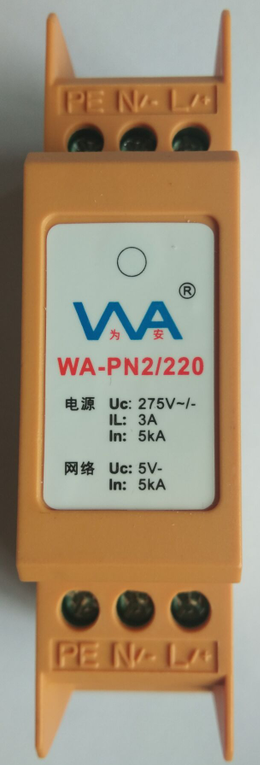 PE N/- L/+
WA®
为 安
WA-PN2/220
电源 Uc: 275V~/-
IL: 3A
In: 5kA
网络 Uc: 5V-
In: 5kA
PE N/- L/+